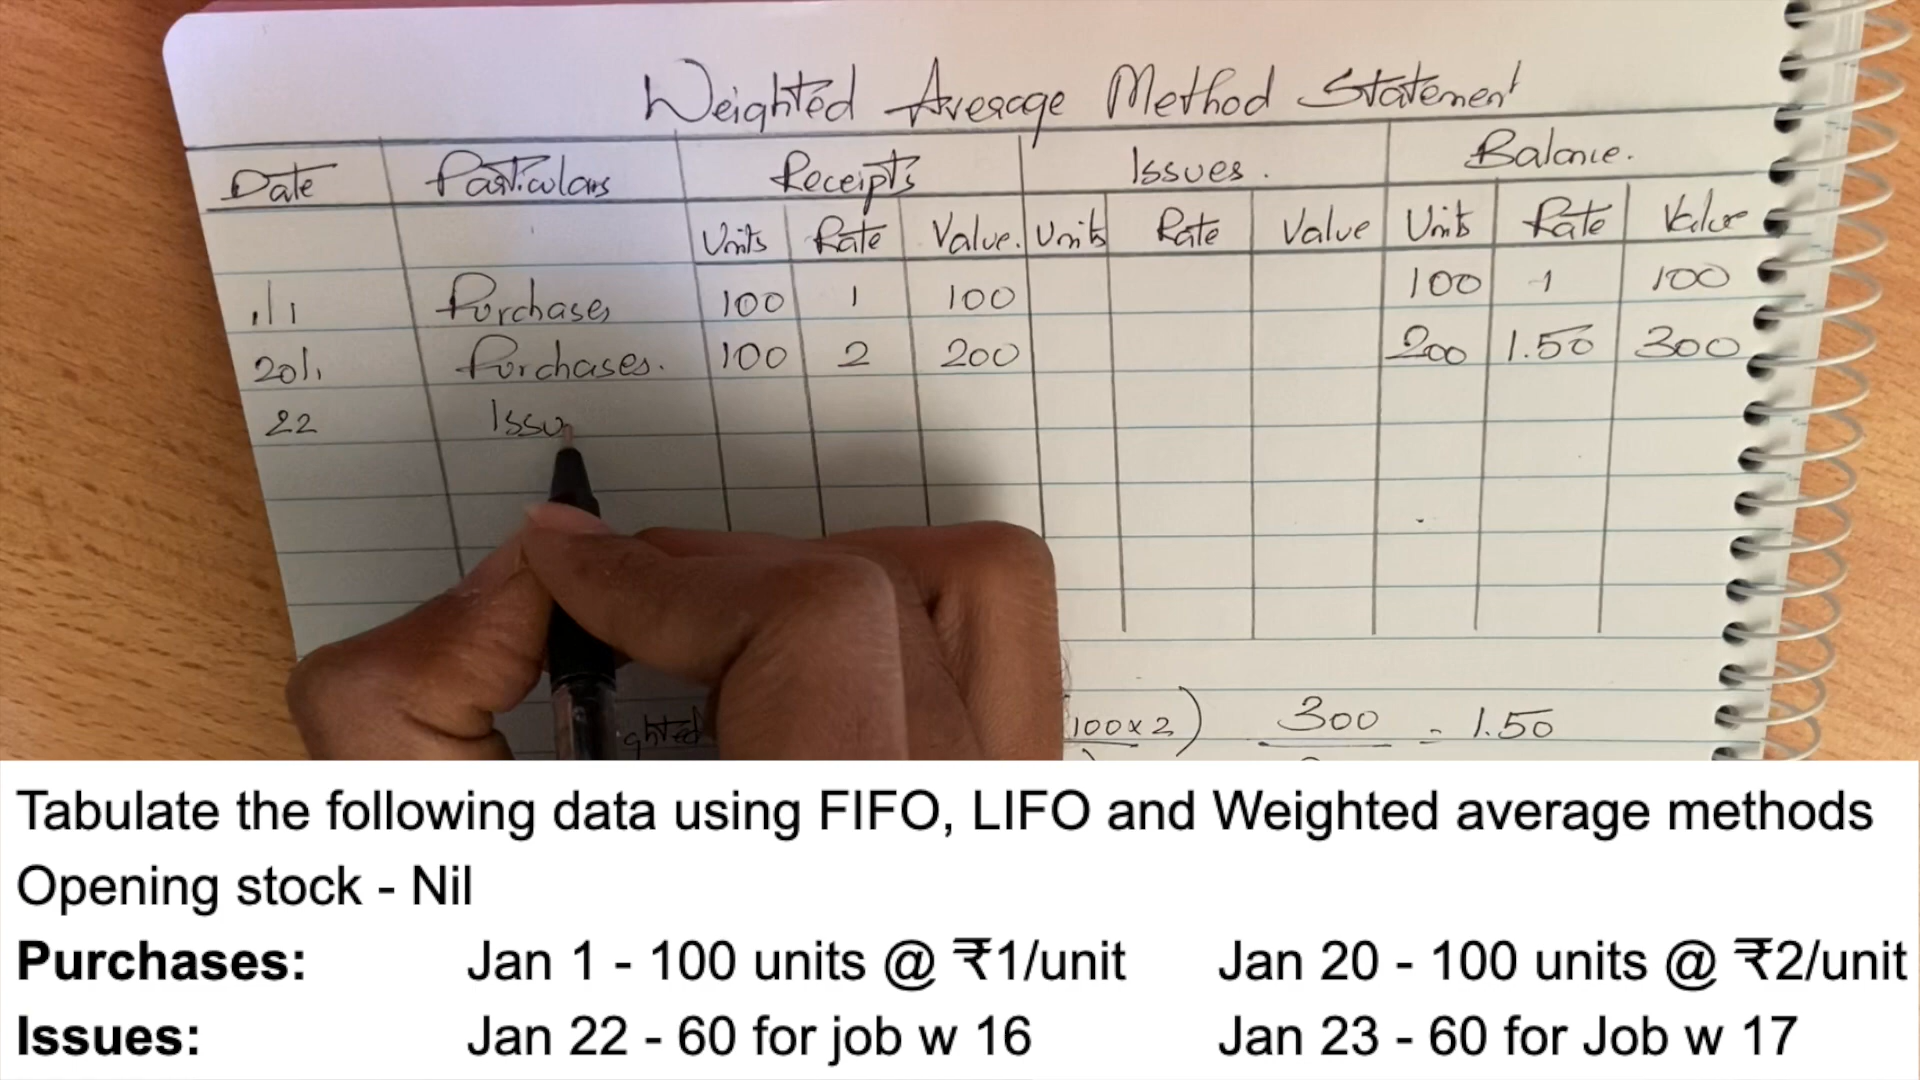 Weighted Average Method Statement
Date Particulars Receipts Issues. Balance.
Units Rate Value. Units Rate Value Units Rate Value
1/1 Purchases 100 1 100 100 1 100
20/1 Purchases. 100 2 200 200 1.50 300
22 Issu
ghted 100 x 2) 300 = 1.50
Tabulate the following data using FIFO, LIFO and Weighted average methods
Opening stock - Nil
Purchases: Jan 1 - 100 units @ ₹1/unit Jan 20 - 100 units @ ₹2/unit
Issues: Jan 22 - 60 for job w 16 Jan 23 - 60 for Job w 17